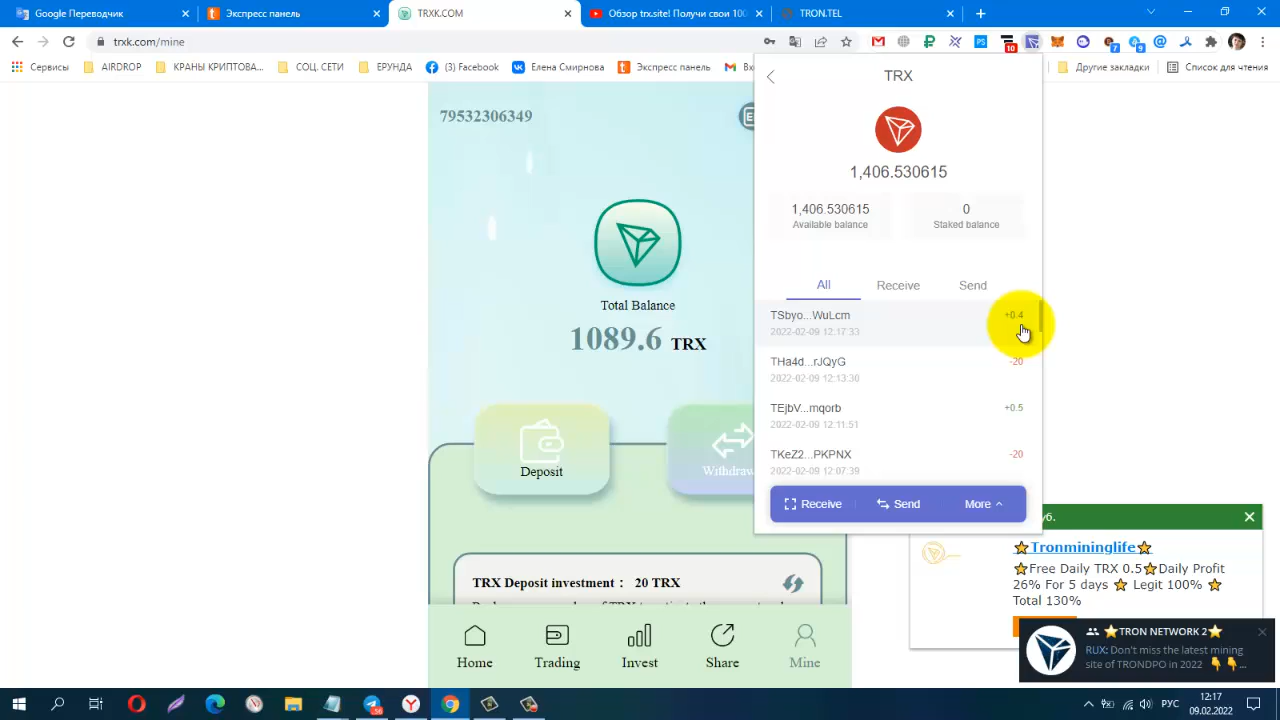 Google Переводчик
Экспресс панель
TRXK.COM
Обзор trx.site! Получи свои 100
TRON.TEL
trxk.com/mine
10
7
9
Сервисы
AIRDROP
КРАНЫ КРИПТОВА...
СОЦ. СЕТИ
ЕРУНДА
(3) Facebook
Елена Смирнова
Экспресс панель
Вх
Другие закладки
Список для чтения
79532306349
Total Balance
1089.6 TRX
Deposit
Withdraw
TRX Deposit investment : 20 TRX
Home
Trading
Invest
Share
Mine
TRX
1,406.530615
1,406.530615
Available balance
0
Staked balance
All
Receive
Send
TSbyo...WuLcm
+0.4
2022-02-09 12:17:33
THa4d...rJQyG
-20
2022-02-09 12:13:30
TEjbV...mqorb
+0.5
2022-02-09 12:11:51
TKeZ2...PKPNX
-20
2022-02-09 12:07:39
Receive
Send
More
уб.
⭐Tronmininglife⭐
⭐Free Daily TRX 0.5⭐Daily Profit
26% For 5 days ⭐ Legit 100% ⭐
Total 130%
⭐TRON NETWORK 2⭐
RUX: Don't miss the latest mining
site of TRONDPO in 2022 👇👇...
РУС
12:17
09.02.2022